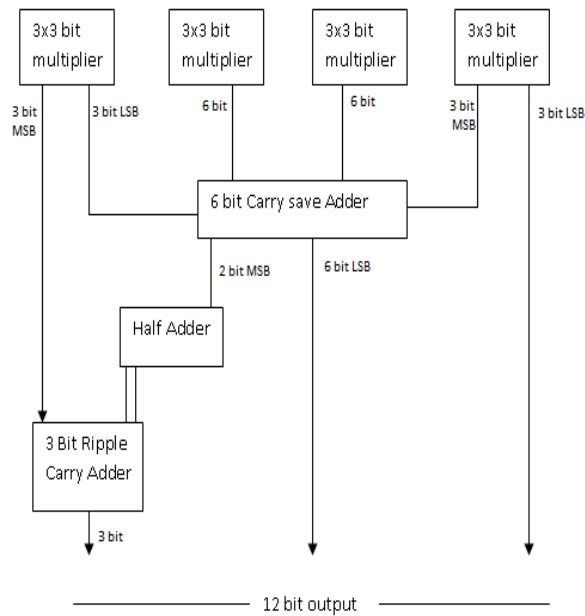 3x3 bit
multiplier
3x3 bit
multiplier
3x3 bit
multiplier
3x3 bit
multiplier
3 bit
MSB
3 bit LSB
6 bit
6 bit
3 bit
MSB
3 bit LSB
6 bit Carry save Adder
2 bit MSB
6 bit LSB
Half Adder
3 Bit Ripple
Carry Adder
3 bit
12 bit output